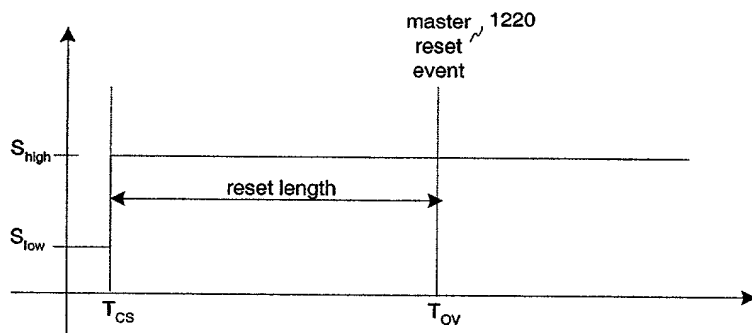 master 1220
reset
event
S_high
reset length
S_low
T_CS
T_OV